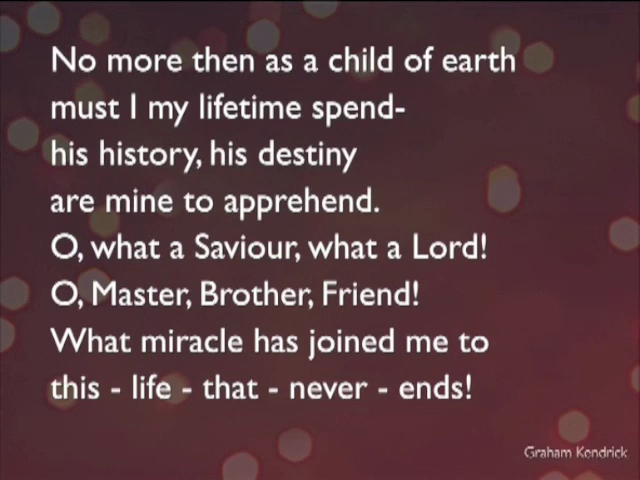 No more then as a child of earth
must I my lifetime spend-
his history, his destiny
are mine to apprehend.
O, what a Saviour, what a Lord!
O, Master, Brother, Friend!
What miracle has joined me to
this - life - that - never - ends!
Graham Kendrick